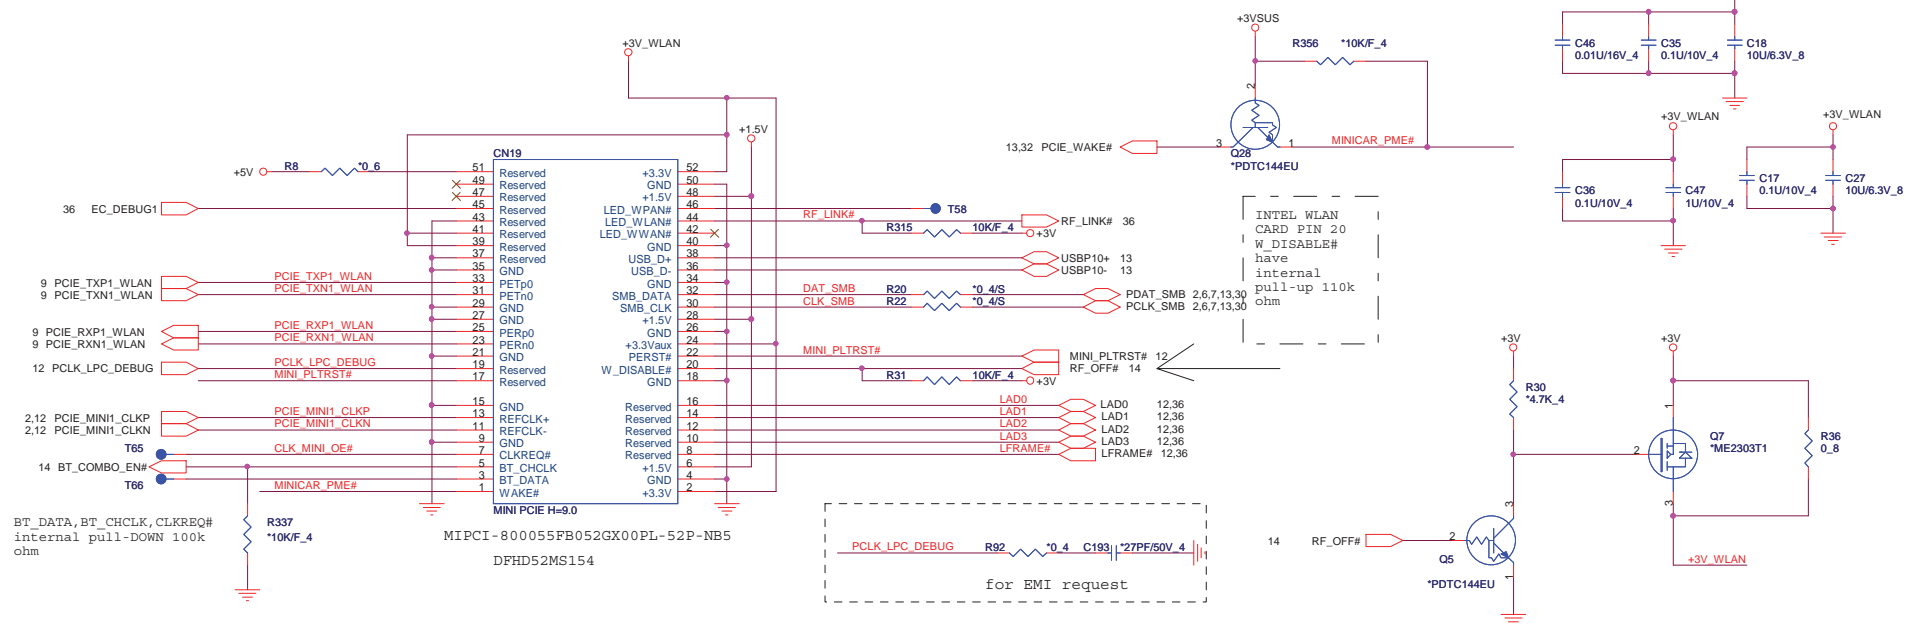 +3V_WLAN
+1.5V
CN19
+5V
R8
*0_6
51 Reserved
49 Reserved
47 Reserved
45 Reserved
43 Reserved
41 Reserved
39 Reserved
37 Reserved
35 GND
33 PETp0
31 PETn0
29 GND
27 GND
25 PERp0
23 PERn0
21 GND
19 Reserved
17 Reserved
15 GND
13 REFCLK+
11 REFCLK-
9 GND
7 CLKREQ#
5 BT_CHCLK
3 BT_DATA
1 WAKE#
+3.3V 52
GND 50
+1.5V 48
LED_WPAN# 46
LED_WLAN# 44
LED_WWAN# 42
GND 40
USB_D+ 38
USB_D- 36
GND 34
SMB_DATA 32
SMB_CLK 30
+1.5V 28
GND 26
+3.3Vaux 24
PERST# 22
W_DISABLE# 20
GND 18
Reserved 16
Reserved 14
Reserved 12
Reserved 10
Reserved 8
+1.5V 6
GND 4
+3.3V 2
MINI PCIE H=9.0
MIPCI-800055FB052GX00PL-52P-NB5
DFHD52MS154
36 EC_DEBUG1
9 PCIE_TXP1_WLAN
PCIE_TXP1_WLAN
9 PCIE_TXN1_WLAN
PCIE_TXN1_WLAN
9 PCIE_RXP1_WLAN
PCIE_RXP1_WLAN
9 PCIE_RXN1_WLAN
PCIE_RXN1_WLAN
12 PCLK_LPC_DEBUG
PCLK_LPC_DEBUG
MINI_PLTRST#
2,12 PCIE_MINI1_CLKP
PCIE_MINI1_CLKP
2,12 PCIE_MINI1_CLKN
PCIE_MINI1_CLKN
T65
CLK_MINI_OE#
14 BT_COMBO_EN#
T66
MINICAR_PME#
BT_DATA,BT_CHCLK,CLKREQ#
internal pull-DOWN 100k
ohm
R337
*10K/F_4
T58
RF_LINK#
RF_LINK# 36
R315
10K/F_4
+3V
USBP10+ 13
USBP10- 13
DAT_SMB
R20
*0_4/S
PDAT_SMB 2,6,7,13,30
CLK_SMB
R22
*0_4/S
PCLK_SMB 2,6,7,13,30
MINI_PLTRST#
MINI_PLTRST# 12
RF_OFF# 14
R31
10K/F_4
+3V
LAD0
LAD0 12,36
LAD1
LAD1 12,36
LAD2
LAD2 12,36
LAD3
LAD3 12,36
LFRAME#
LFRAME# 12,36
PCLK_LPC_DEBUG
R92
*0_4
C193
*27PF/50V_4
for EMI request
+3VSUS
R356
*10K/F_4
2
13,32 PCIE_WAKE#
3
1
MINICAR_PME#
Q28
*PDTC144EU
INTEL WLAN
CARD PIN 20
W_DISABLE#
have
internal
pull-up 110k
ohm
C46
0.01U/16V_4
C35
0.1U/10V_4
C18
10U/6.3V_8
+3V_WLAN
+3V_WLAN
C36
0.1U/10V_4
C47
1U/10V_4
C17
0.1U/10V_4
C27
10U/6.3V_8
+3V
+3V
R30
*4.7K_4
1
2
3
Q7
*ME2303T1
R36
0_8
14 RF_OFF#
2
3
1
Q5
*PDTC144EU
+3V_WLAN